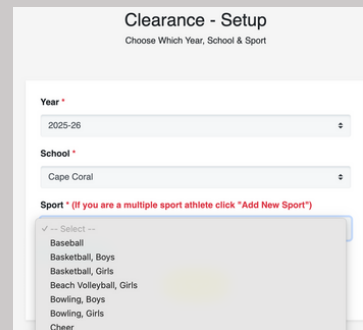 Clearance - Setup
Choose Which Year, School & Sport
Year *
2025-26
School *
Cape Coral
Sport * (If you are a multiple sport athlete click "Add New Sport")
✓ -- Select --
Baseball
Basketball, Boys
Basketball, Girls
Beach Volleyball, Girls
Bowling, Boys
Bowling, Girls
Cheer